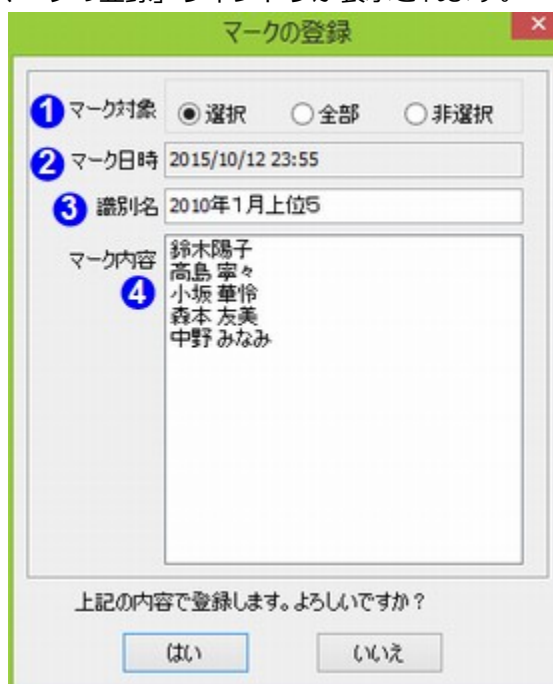 マークの登録
×
1 マーク対象 選択 全部 非選択
2 マーク日時 2015/10/12 23:55
3 識別名 2010年1月上位5
マーク内容
4
鈴木陽子
高島 寧々
小坂 華怜
森本 友美
中野 みなみ
上記の内容で登録します。よろしいですか？
はい いいえ